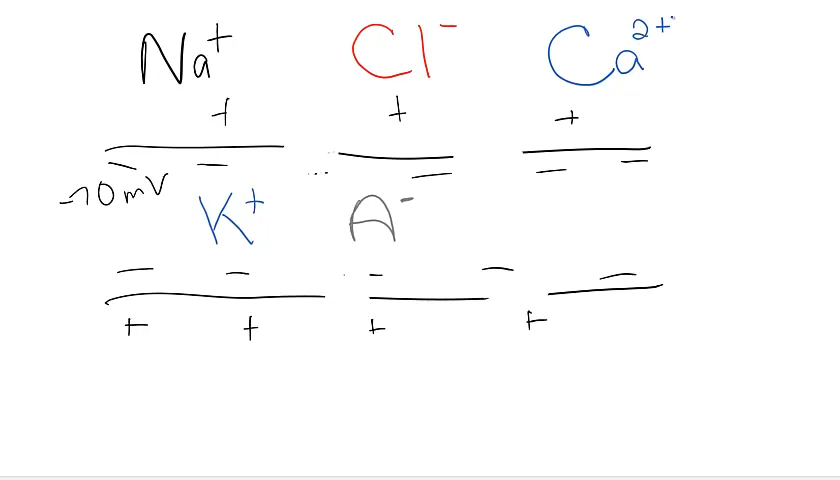 Na+ Cl- Ca2+
+ + +
- - - - -
-70mV
K+ A-
- - - - -
+ + + +